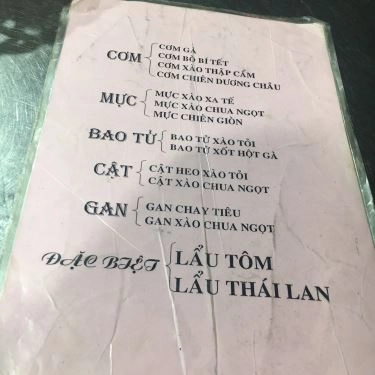 CƠM
CƠM GÀ
CƠM BÒ BÍ TẾT
CƠM XÀO THẬP CẨM
CƠM CHIÊN DƯƠNG CHÂU
MỰC
MỰC XÀO XA TẾ
MỰC XÀO CHUA NGỌT
MỰC CHIÊN GIÒN
BAO TỬ
BAO TỬ XÀO TỎI
BAO TỬ XỐT HỘT GÀ
CẬT
CẬT HEO XÀO TỎI
CẬT XÀO CHUA NGỌT
GAN
GAN CHAY TIÊU
GAN XÀO CHUA NGỌT
ĐẶC BIỆT
LẨU TÔM
LẨU THÁI LAN